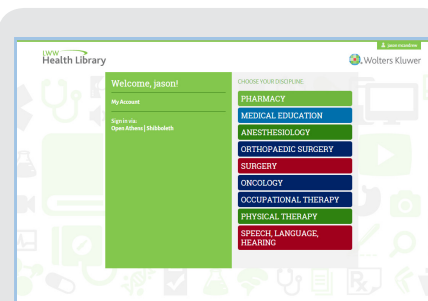 LWW
Health Library
Wolters Kluwer
Welcome, jason!
My Account
Sign in via:
Open Athens | Shibboleth
CHOOSE YOUR DISCIPLINE:
PHARMACY
MEDICAL EDUCATION
ANESTHESIOLOGY
ORTHOPAEDIC SURGERY
SURGERY
ONCOLOGY
OCCUPATIONAL THERAPY
PHYSICAL THERAPY
SPEECH, LANGUAGE,
HEARING
Rx